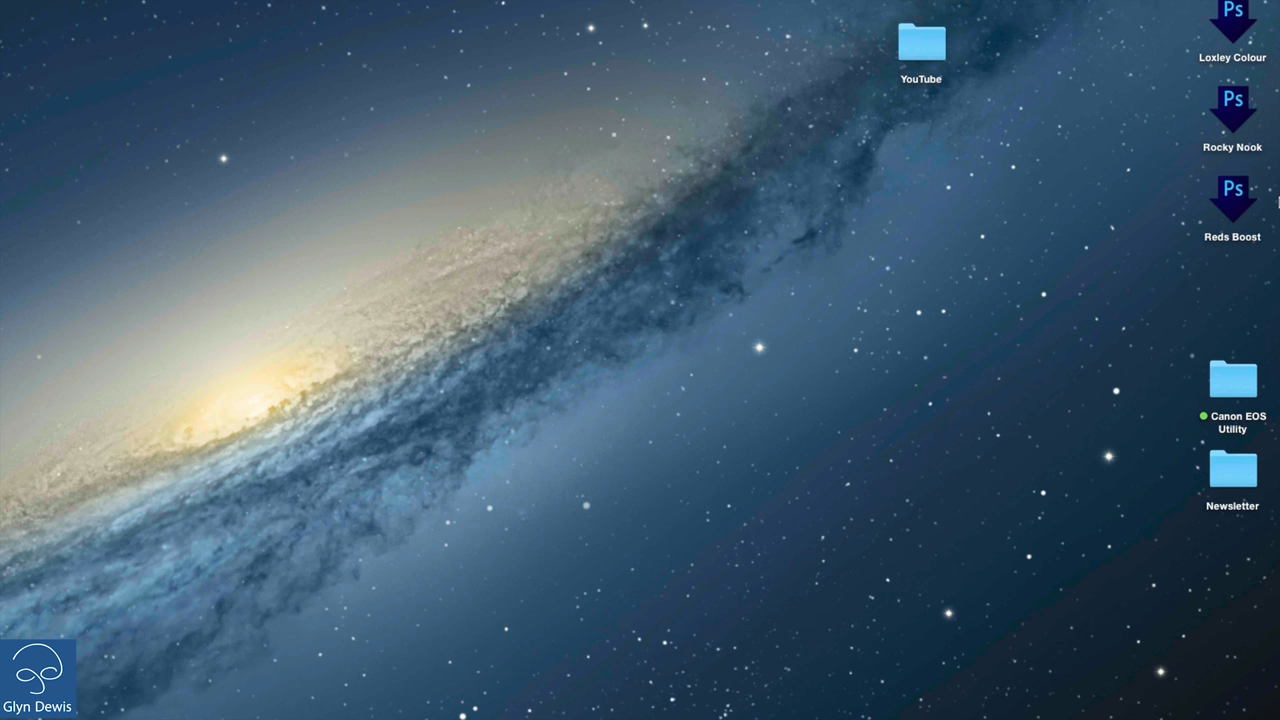 YouTube
Ps
Loxley Colour
Ps
Rocky Nook
Ps
Reds Boost
Canon EOS
Utility
Newsletter
Glyn Dewis